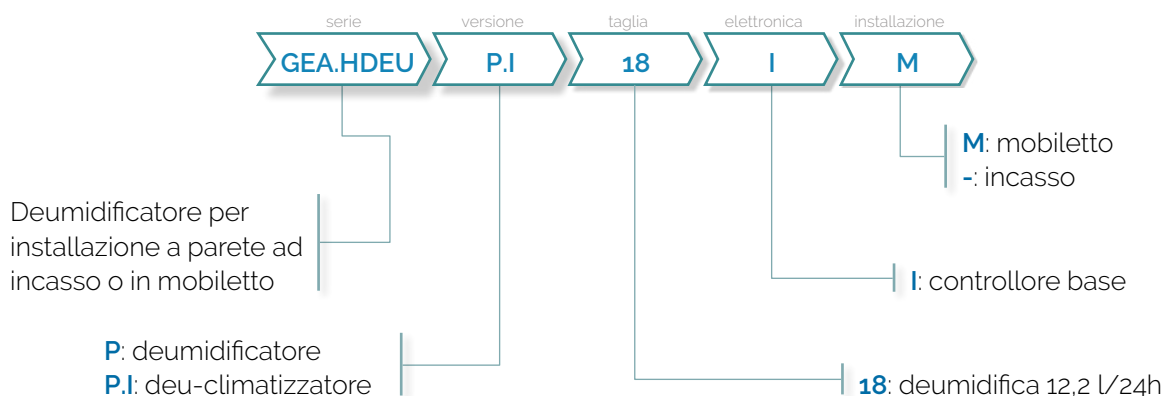 serie versione taglia elettronica installazione
GEA.HDEU P.I 18 I M
M: mobiletto
-: incasso
Deumidificatore per
installazione a parete ad
incasso o in mobiletto
I: controllore base
P: deumidificatore
P.I: deu-climatizzatore
18: deumidifica 12,2 l/24h